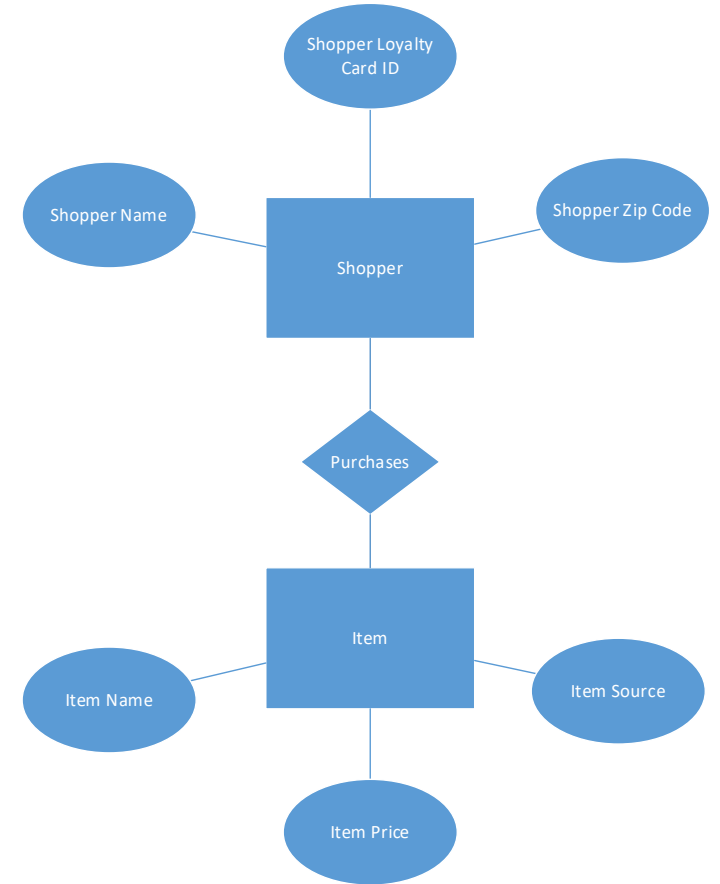 Shopper Loyalty
Card ID
Shopper Name
Shopper Zip Code
Shopper
Purchases
Item
Item Name
Item Source
Item Price